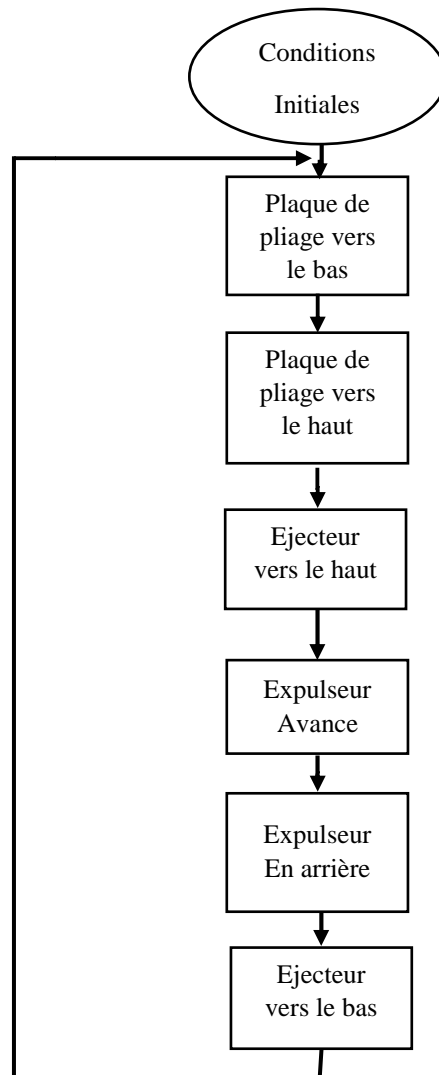 Conditions
Initiales
Plaque de
pliage vers
le bas
Plaque de
pliage vers
le haut
Ejecteur
vers le haut
Expulseur
Avance
Expulseur
En arrière
Ejecteur
vers le bas